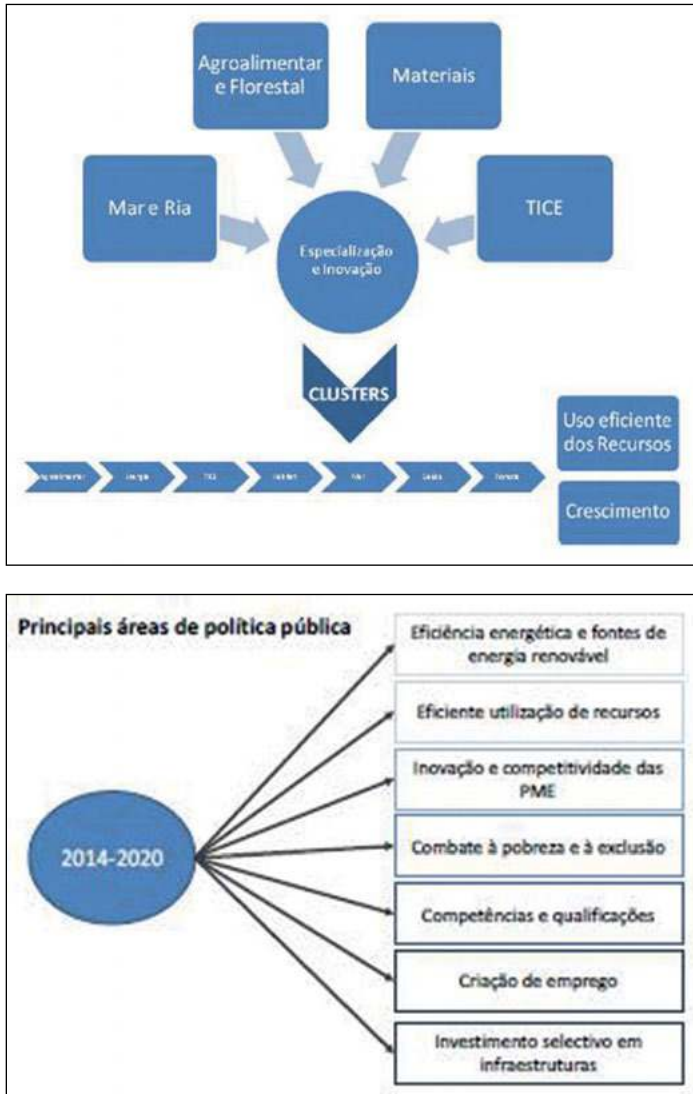 Agroalimentar
e Florestal
Materiais
Mar e Ria
TICE
Especialização
e Inovação
CLUSTERS
Uso eficiente
dos Recursos
Crescimento
Principais áreas de política pública
2014-2020
Eficiência energética e fontes de
energia renovável
Eficiente utilização de recursos
Inovação e competitividade das
PME
Combate à pobreza e à exclusão
Competências e qualificações
Criação de emprego
Investimento selectivo em
infraestruturas